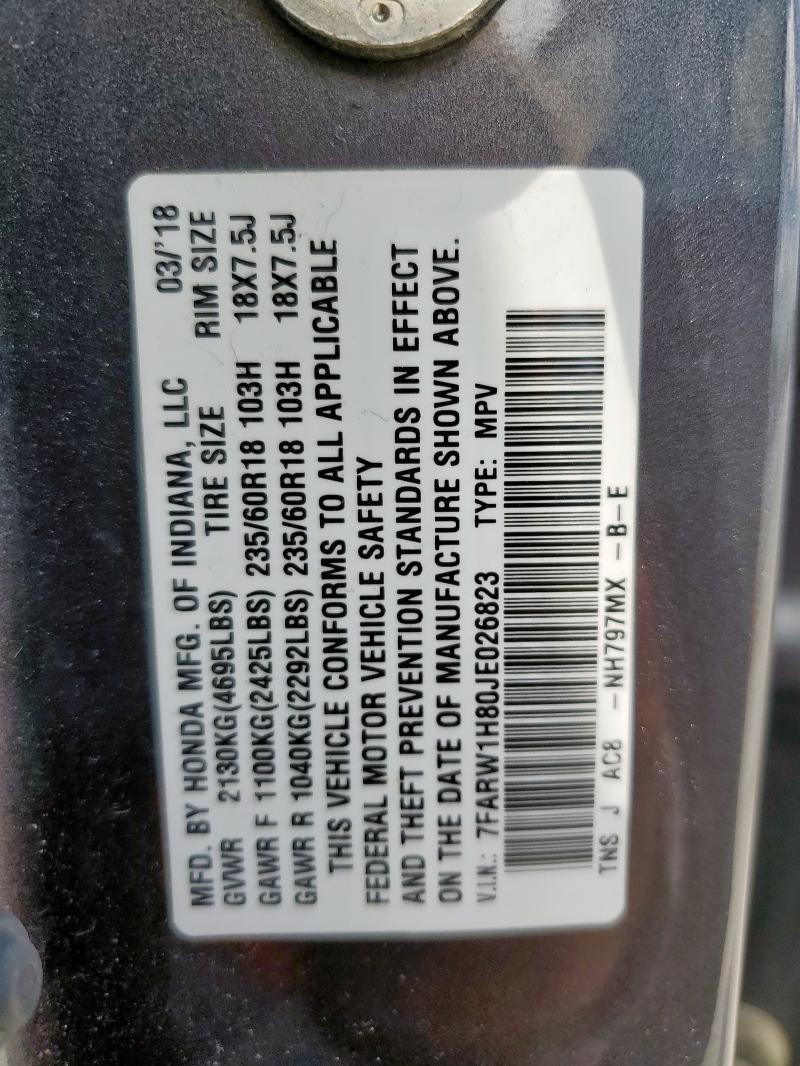 MFD. BY HONDA MFG. OF INDIANA, LLC 03/'18
GVWR 2130KG(4695LBS) TIRE SIZE RIM SIZE
GAWR F 1100KG(2425LBS) 235/60R18 103H 18X7.5J
GAWR R 1040KG(2292LBS) 235/60R18 103H 18X7.5J
THIS VEHICLE CONFORMS TO ALL APPLICABLE
FEDERAL MOTOR VEHICLE SAFETY
AND THEFT PREVENTION STANDARDS IN EFFECT
ON THE DATE OF MANUFACTURE SHOWN ABOVE.
V.I.N.: 7FARW1H80JE026823 TYPE: MPV
TNS J AC8 -NH797MX -B-E